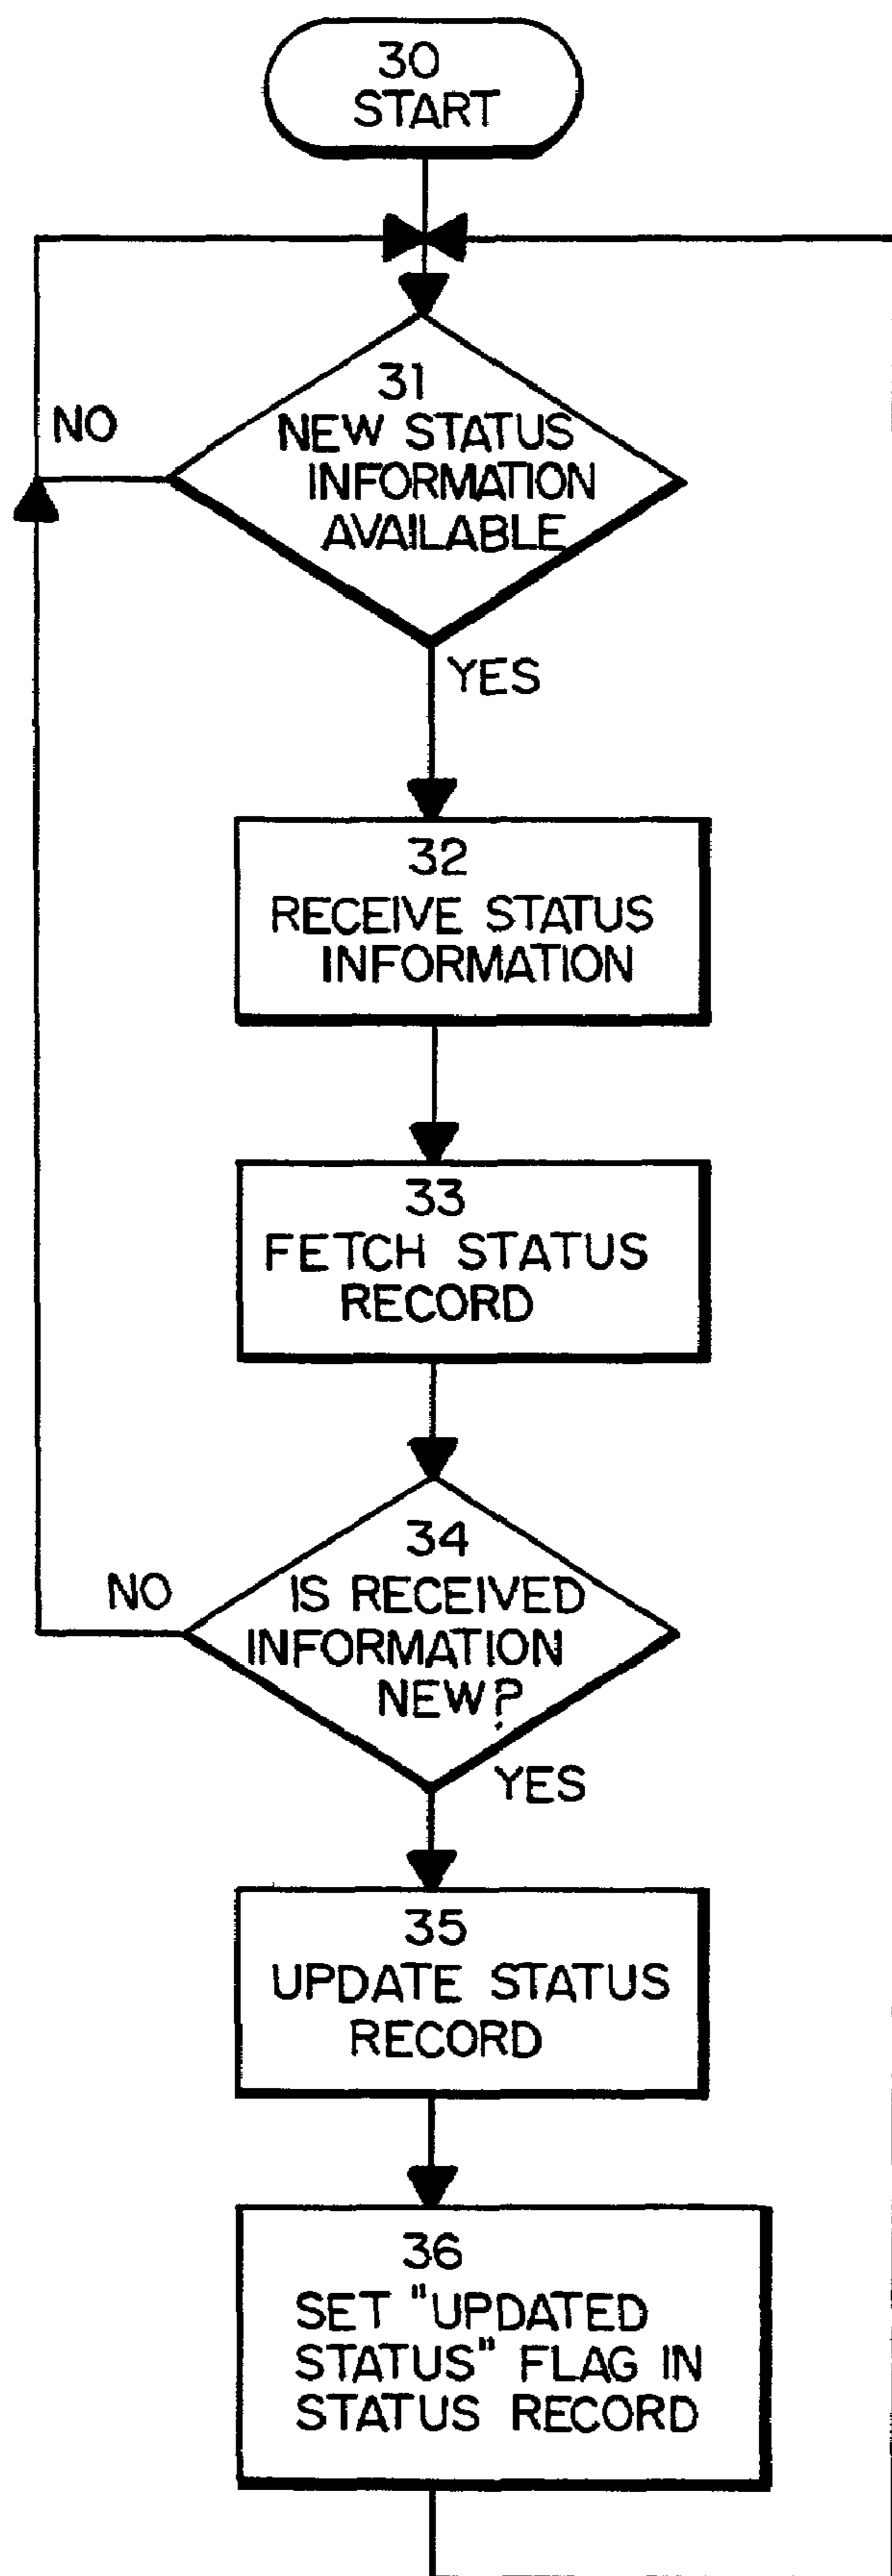 30
START
31
NO
NEW STATUS
INFORMATION
AVAILABLE
YES
32
RECEIVE STATUS
INFORMATION
33
FETCH STATUS
RECORD
34
NO
IS RECEIVED
INFORMATION
NEW?
YES
35
UPDATE STATUS
RECORD
36
SET "UPDATED
STATUS" FLAG IN
STATUS RECORD